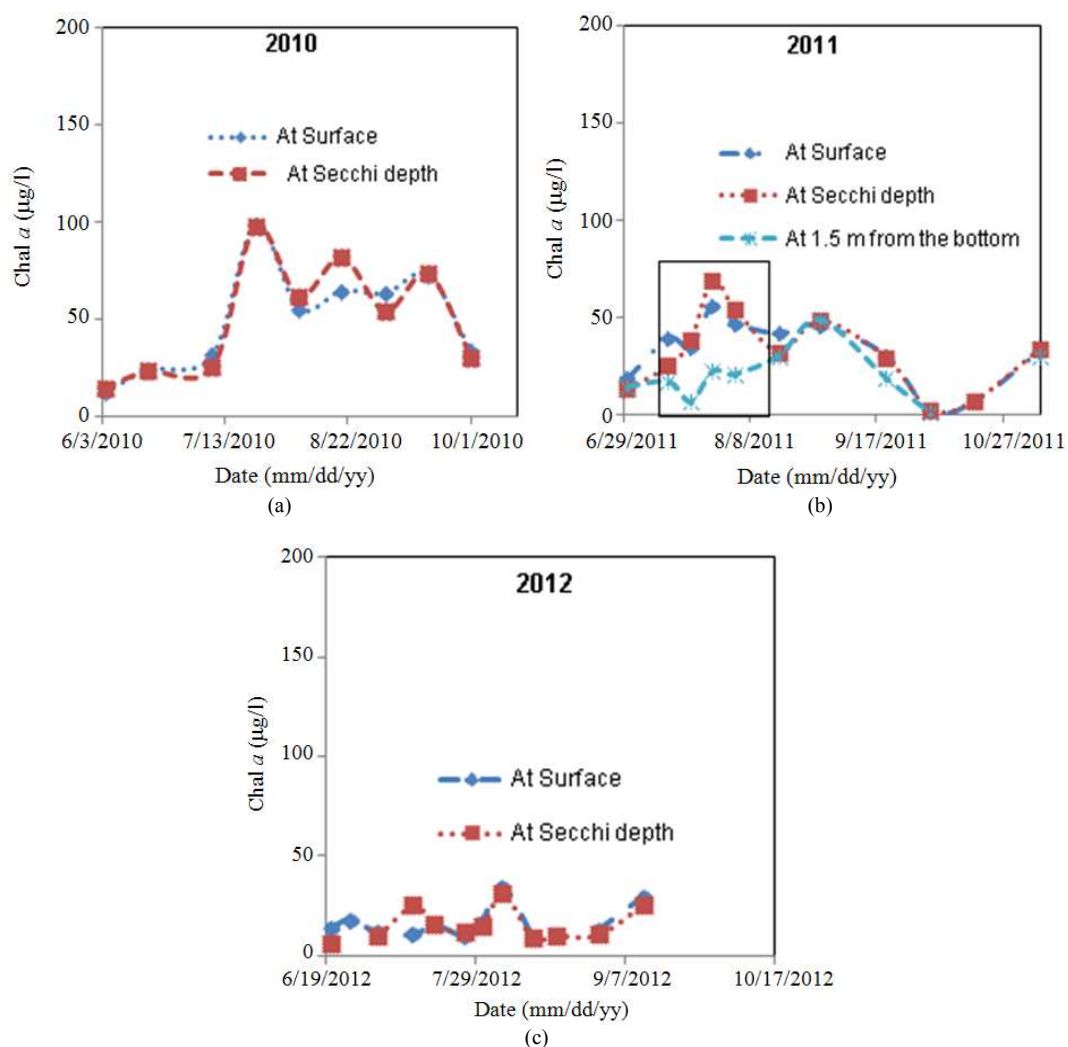 2010
200
150
100
50
0
Chal a (µg/l)
At Surface
At Secchi depth
6/3/2010 7/13/2010 8/22/2010 10/1/2010
Date (mm/dd/yy)
(a)
2011
200
150
100
50
0
Chal a (µg/l)
At Surface
At Secchi depth
At 1.5 m from the bottom
6/29/2011 8/8/2011 9/17/2011 10/27/2011
Date (mm/dd/yy)
(b)
2012
200
150
100
50
0
Chal a (µg/l)
At Surface
At Secchi depth
6/19/2012 7/29/2012 9/7/2012 10/17/2012
Date (mm/dd/yy)
(c)